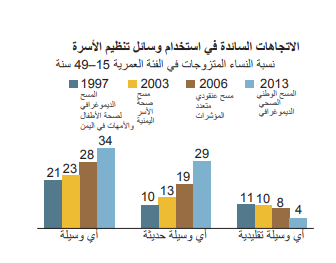 الاتجاهات السائدة في استخدام وسائل تنظيم الأسرة
نسبة النساء المتزوجات في الفئة العمرية 15–49 سنة
1997 2003 2006 2013
المسح الديموغرافي لصحة الأطفال والأمهات في اليمن
مسح صحة الأسر اليمنية
مسح عنقودي متعدد المؤشرات
المسح الوطني الصحي الديموغرافي
21 23 28 34
10 13 19 29
11 10 8 4
أي وسيلة
أي وسيلة حديثة
أي وسيلة تقليدية